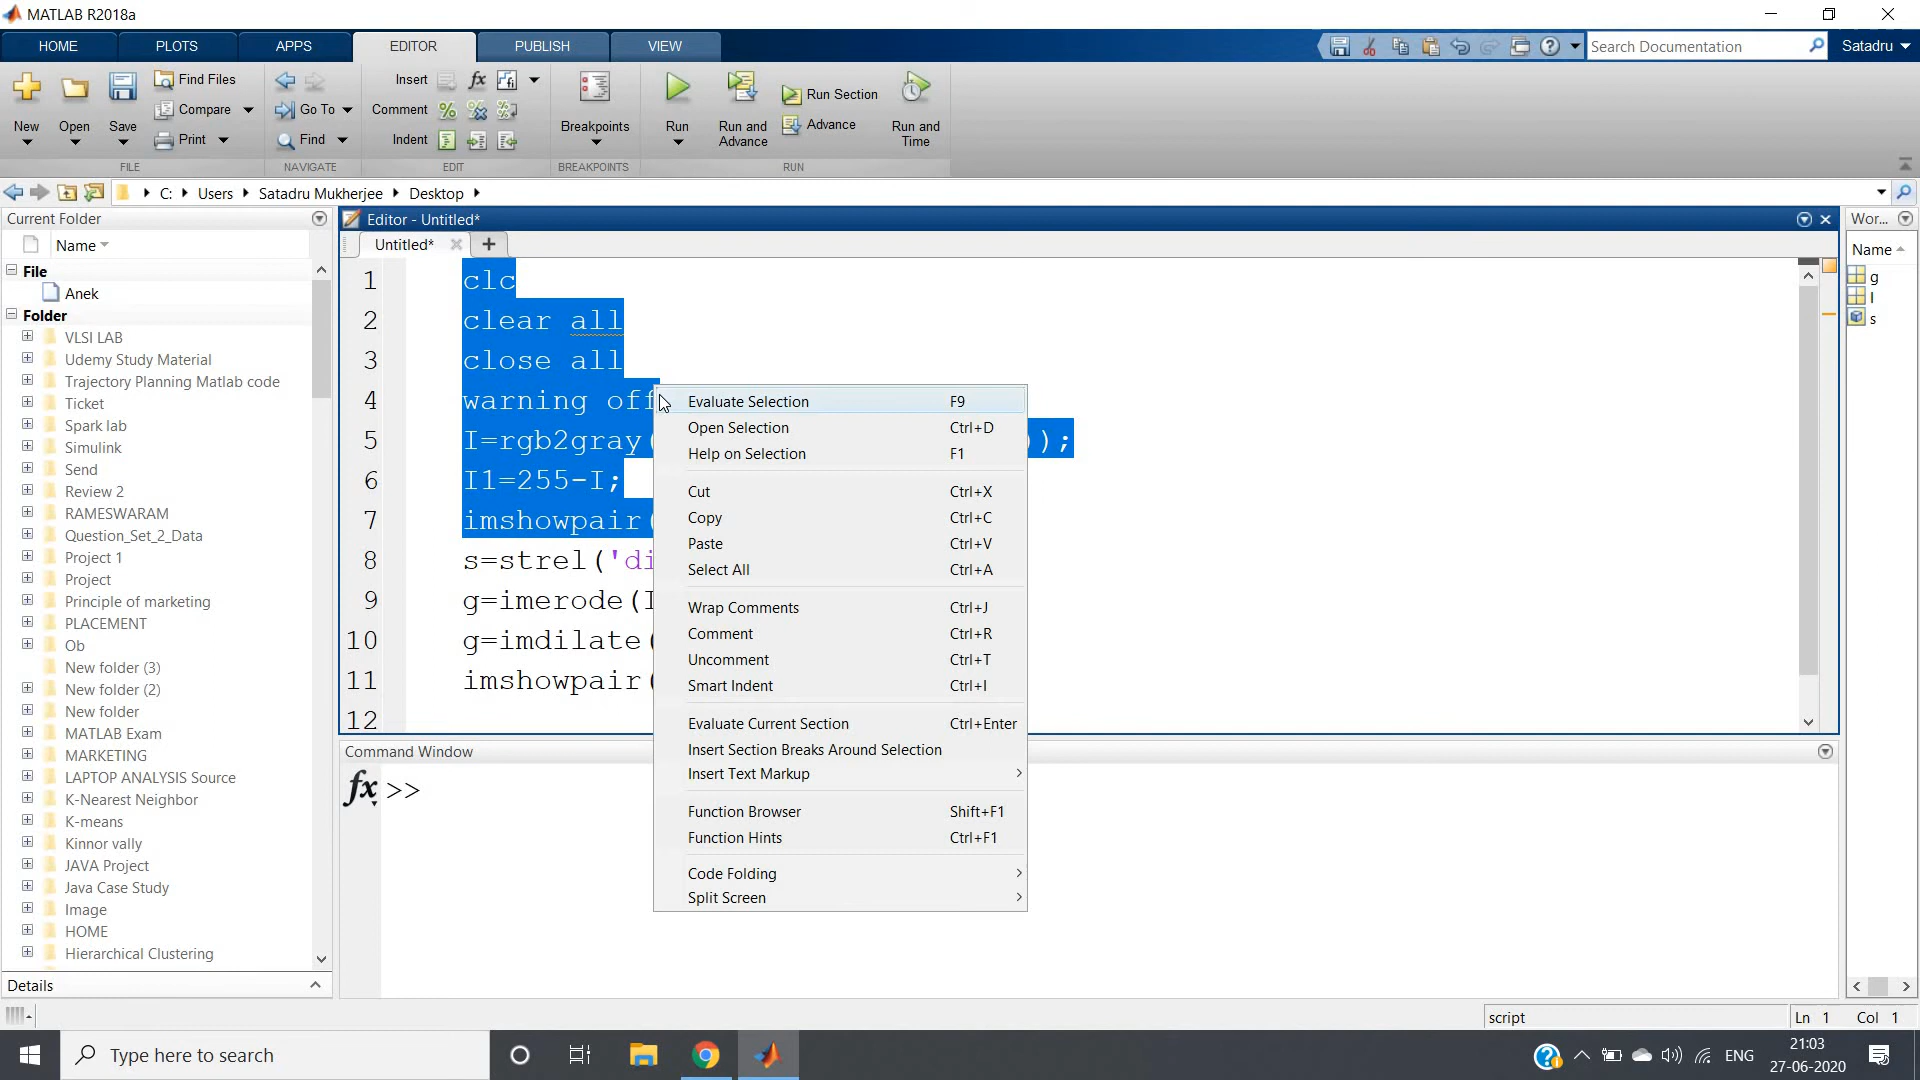 MATLAB R2018a
HOME PLOTS APPS EDITOR PUBLISH VIEW
Search Documentation
Satadru
New
Open
Save
Find Files
Compare
Print
FILE
Go To
Find
NAVIGATE
Insert
Comment
Indent
EDIT
Breakpoints
BREAKPOINTS
Run
Run and Advance
Run Section
Advance
Run and Time
RUN
C: Users Satadru Mukherjee Desktop
Current Folder
Name
File
Anek
Folder
VLSI LAB
Udemy Study Material
Trajectory Planning Matlab code
Ticket
Spark lab
Simulink
Send
Review 2
RAMESWARAM
Question_Set_2_Data
Project 1
Project
Principle of marketing
PLACEMENT
Ob
New folder (3)
New folder (2)
New folder
MATLAB Exam
MARKETING
LAPTOP ANALYSIS Source
K-Nearest Neighbor
K-means
Kinnor vally
JAVA Project
Java Case Study
Image
HOME
Hierarchical Clustering
Details
Editor - Untitled*
Untitled*
1 clc
2 clear all
3 close all
4 warning off
5 I=rgb2gray( ));
6 I1=255-I;
7 imshowpair(
8 s=strel('di
9 g=imerode(I
10 g=imdilate(
11 imshowpair(
12
Evaluate Selection F9
Open Selection Ctrl+D
Help on Selection F1
Cut Ctrl+X
Copy Ctrl+C
Paste Ctrl+V
Select All Ctrl+A
Wrap Comments Ctrl+J
Comment Ctrl+R
Uncomment Ctrl+T
Smart Indent Ctrl+I
Evaluate Current Section Ctrl+Enter
Insert Section Breaks Around Selection
Insert Text Markup
Function Browser Shift+F1
Function Hints Ctrl+F1
Code Folding
Split Screen
Command Window
fx >>
Wor...
Name
g
I
s
script
Ln 1 Col 1
Type here to search
ENG
21:03
27-06-2020